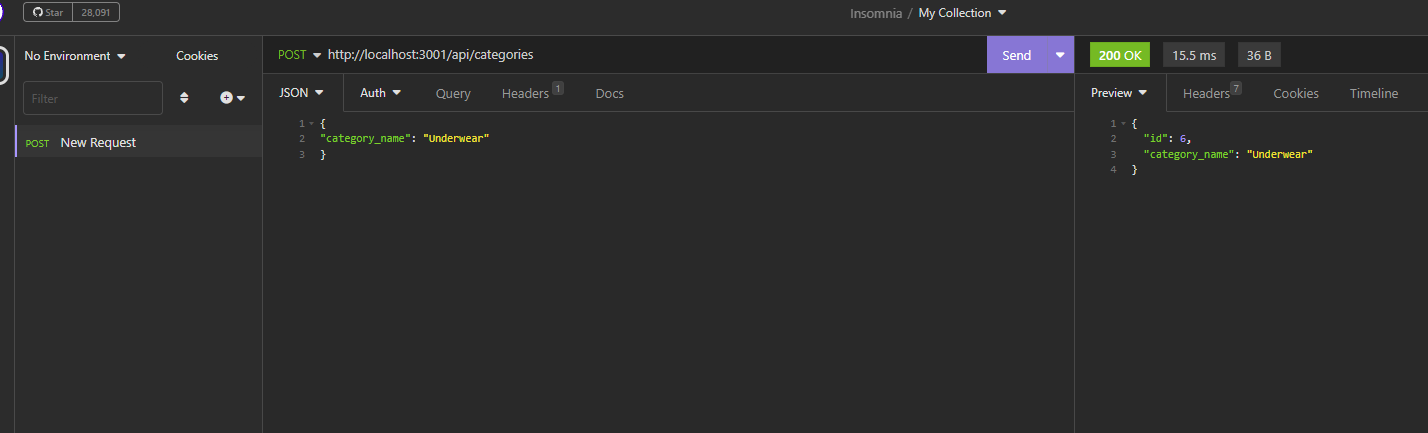 Star 28,091
Insomnia / My Collection
No Environment
Cookies
Filter
POST New Request
POST http://localhost:3001/api/categories
Send
JSON
Auth
Query
Headers 1
Docs
1 {
2 "category_name": "Underwear"
3 }
200 OK
15.5 ms
36 B
Preview
Headers 7
Cookies
Timeline
1 {
2 "id": 6,
3 "category_name": "Underwear"
4 }